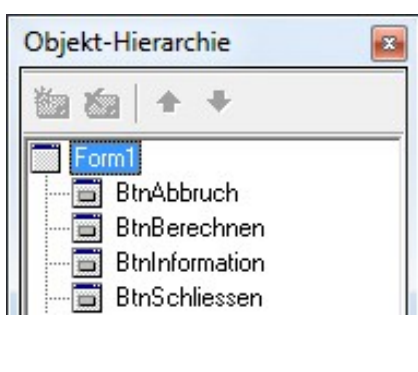 Objekt-Hierarchie
Form1
BtnAbbruch
BtnBerechnen
BtnInformation
BtnSchliessen